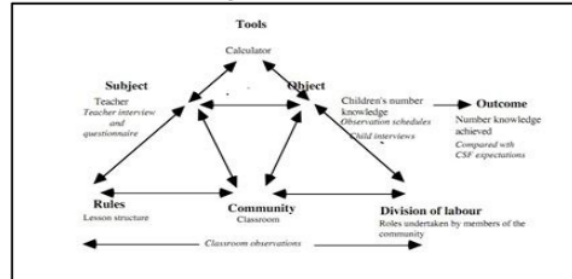 Tools
Calculator
Subject
Object
Teacher
Teacher interview
and
questionnaire
Children's number
knowledge
Observation schedules
Child interviews
Outcome
Number knowledge
achieved
Compared wth
CSF expectations
Rules
Lesson structure
Community
Classroom
Division of labour
Roles undertaken by members of the
community
Classroom observations